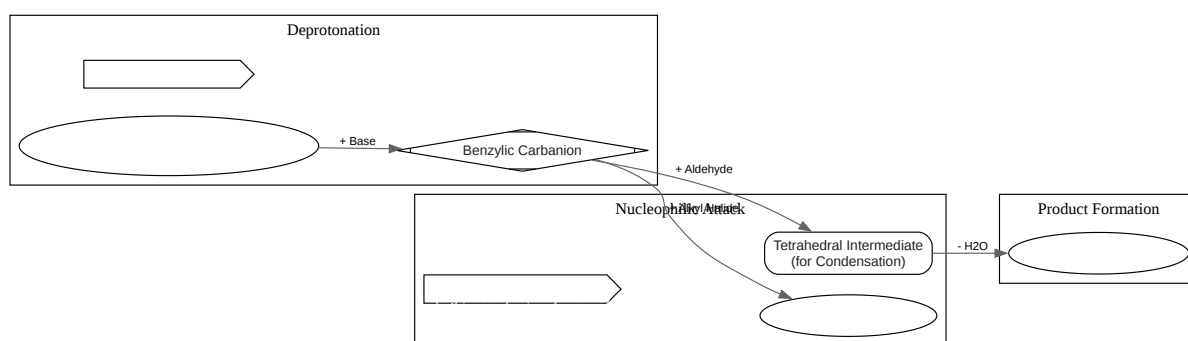 Deprotonation
+ Base
Benzylic Carbanion
+ Aldehyde
Nucleophilic Attack
Product Formation
Tetrahedral Intermediate
(for Condensation)
- H2O